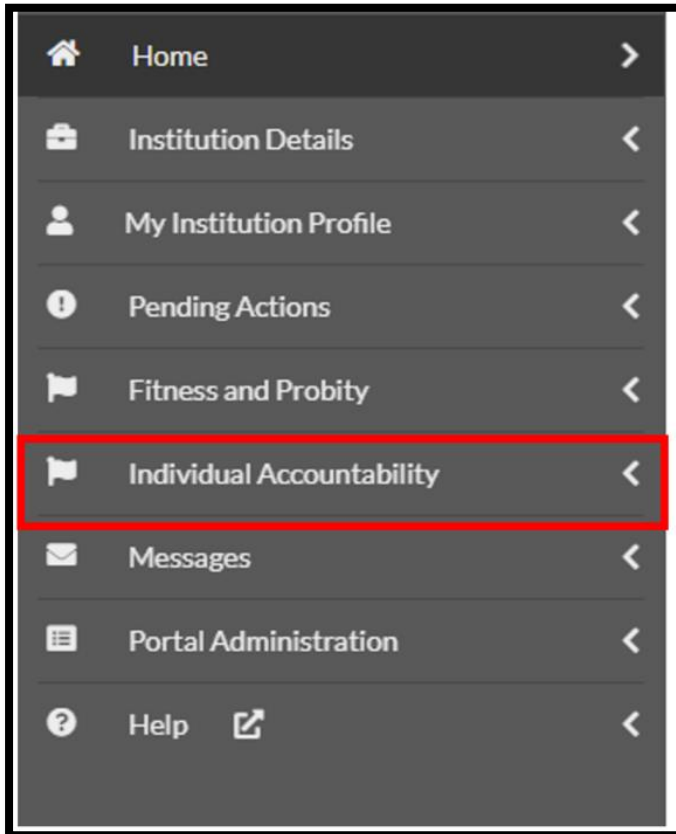 Home
Institution Details
My Institution Profile
Pending Actions
Fitness and Probity
Individual Accountability
Messages
Portal Administration
Help